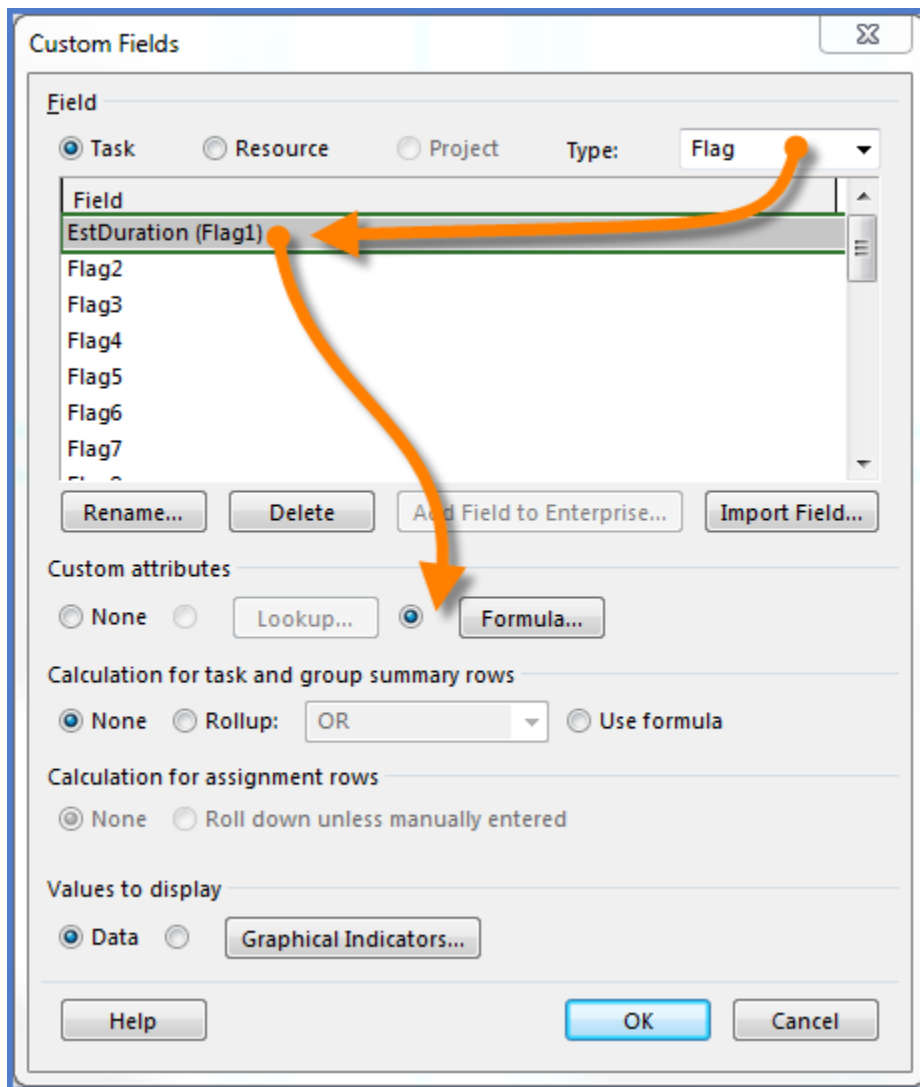 Custom Fields
Field
Task Resource Project Type: Flag
Field
EstDuration (Flag1)
Flag2
Flag3
Flag4
Flag5
Flag6
Flag7
Rename... Delete Add Field to Enterprise... Import Field...
Custom attributes
None Lookup... Formula...
Calculation for task and group summary rows
None Rollup: OR Use formula
Calculation for assignment rows
None Roll down unless manually entered
Values to display
Data Graphical Indicators...
Help OK Cancel